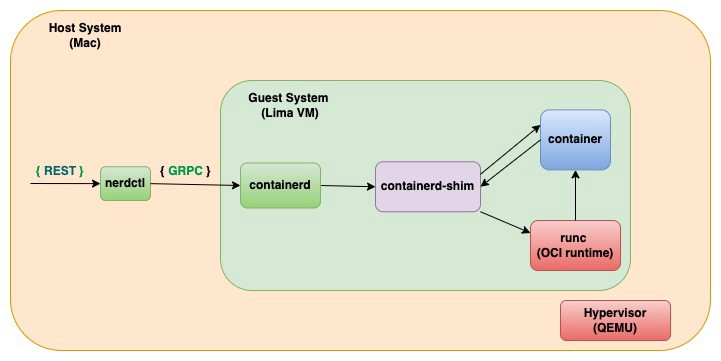 Host System
(Mac)
Guest System
(Lima VM)
{ REST }
nerdctl
{ GRPC }
containerd
containerd-shim
container
runc
(OCI runtime)
Hypervisor
(QEMU)